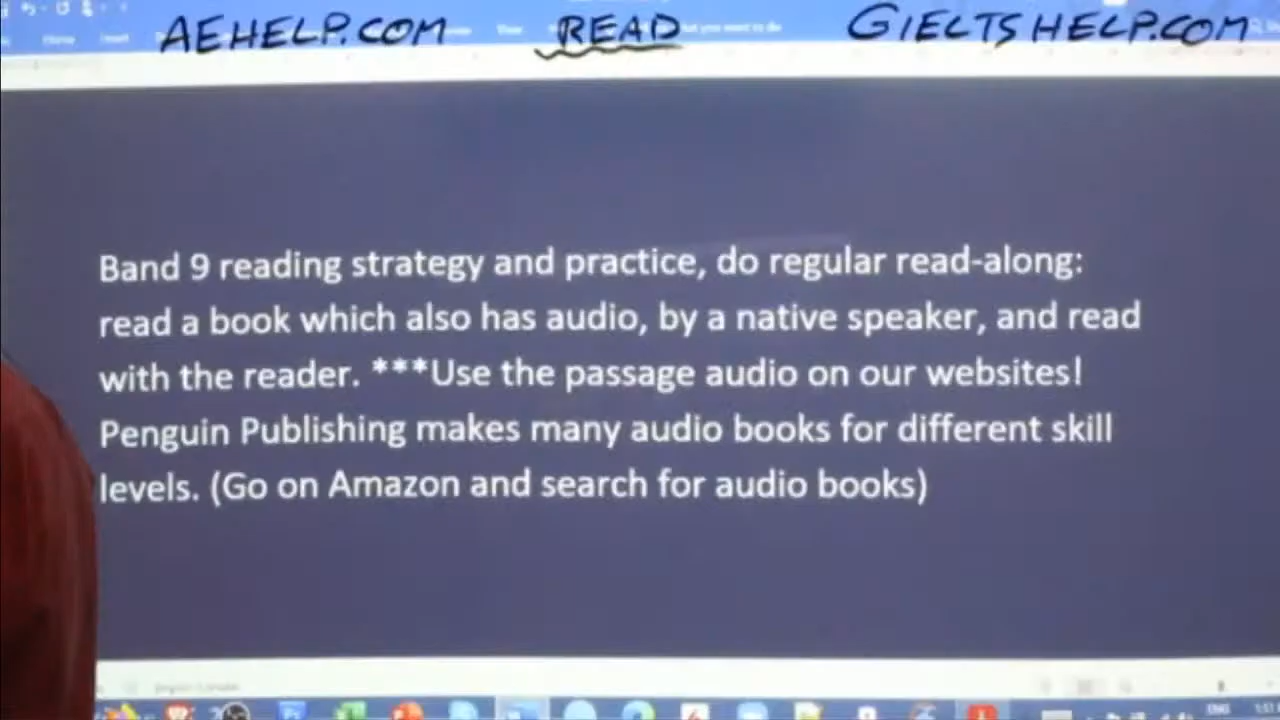 AEHELP.COM READ GIELTSHELP.COM
Band 9 reading strategy and practice, do regular read-along:
read a book which also has audio, by a native speaker, and read
with the reader. ***Use the passage audio on our websites!
Penguin Publishing makes many audio books for different skill
levels. (Go on Amazon and search for audio books)